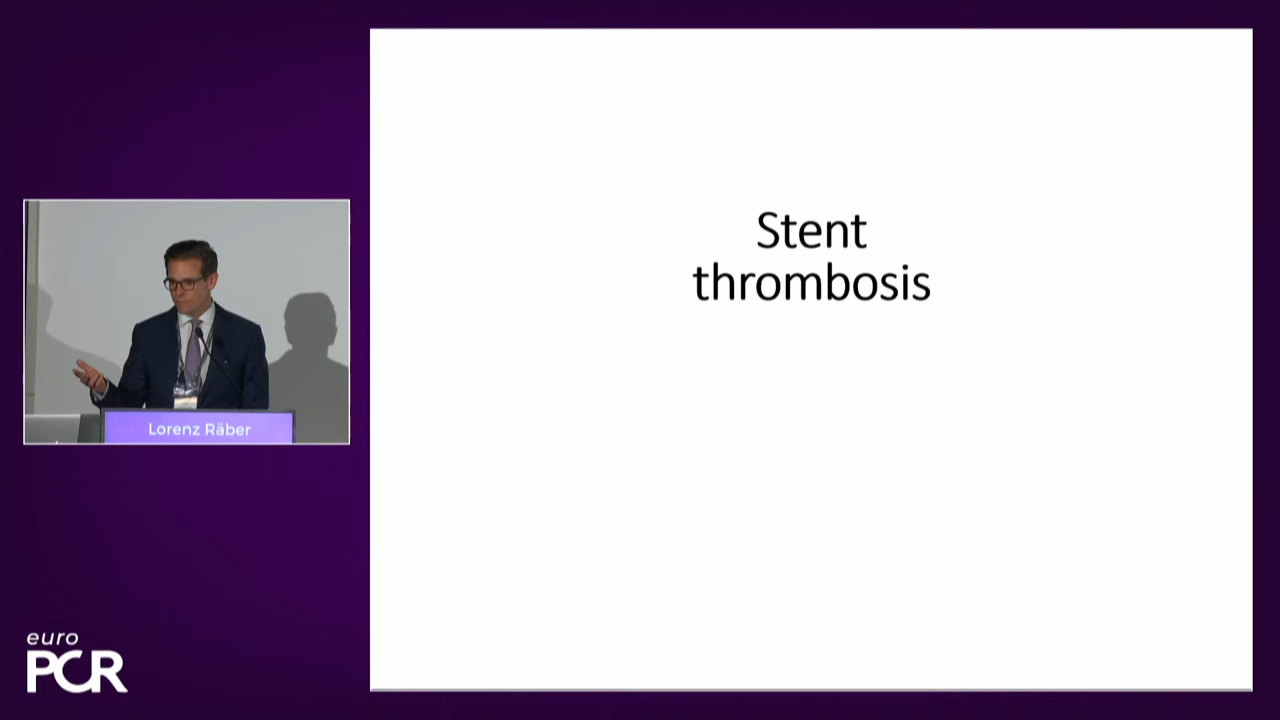 Stent
thrombosis
Lorenz Räber
euro
PCR